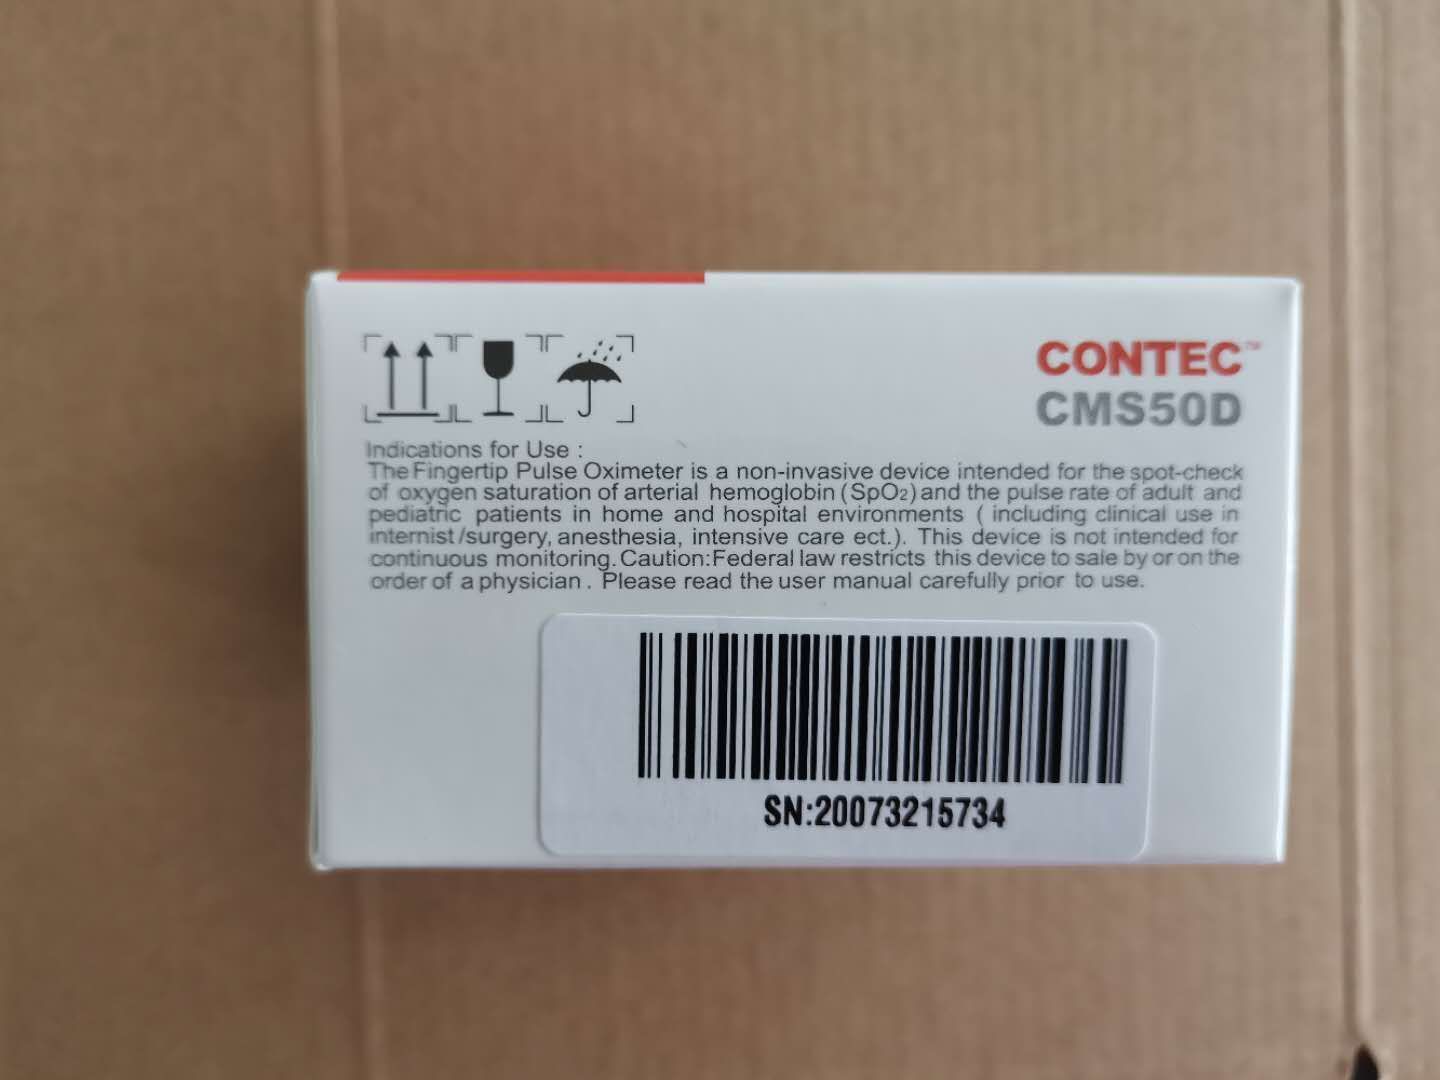 CONTEC™
CMS50D
Indications for Use :
The Fingertip Pulse Oximeter is a non-invasive device intended for the spot-check
of oxygen saturation of arterial hemoglobin (SpO₂) and the pulse rate of adult and
pediatric patients in home and hospital environments ( including clinical use in
internist /surgery, anesthesia, intensive care ect.). This device is not intended for
continuous monitoring. Caution:Federal law restricts this device to sale by or on the
order of a physician . Please read the user manual carefully prior to use.
SN:20073215734